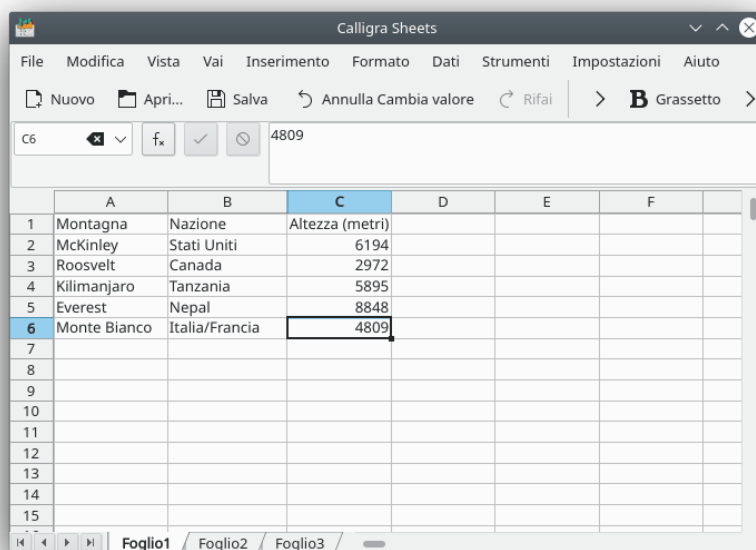 Calligra Sheets
File Modifica Vista Vai Inserimento Formato Dati Strumenti Impostazioni Aiuto
Nuovo Apri... Salva Annulla Cambia valore Rifai B Grassetto
C6 fx 4809
A B C D E F
1 Montagna Nazione Altezza (metri)
2 McKinley Stati Uniti 6194
3 Roosvelt Canada 2972
4 Kilimanjaro Tanzania 5895
5 Everest Nepal 8848
6 Monte Bianco Italia/Francia 4809
7
8
9
10
11
12
13
14
15
Foglio1 Foglio2 Foglio3